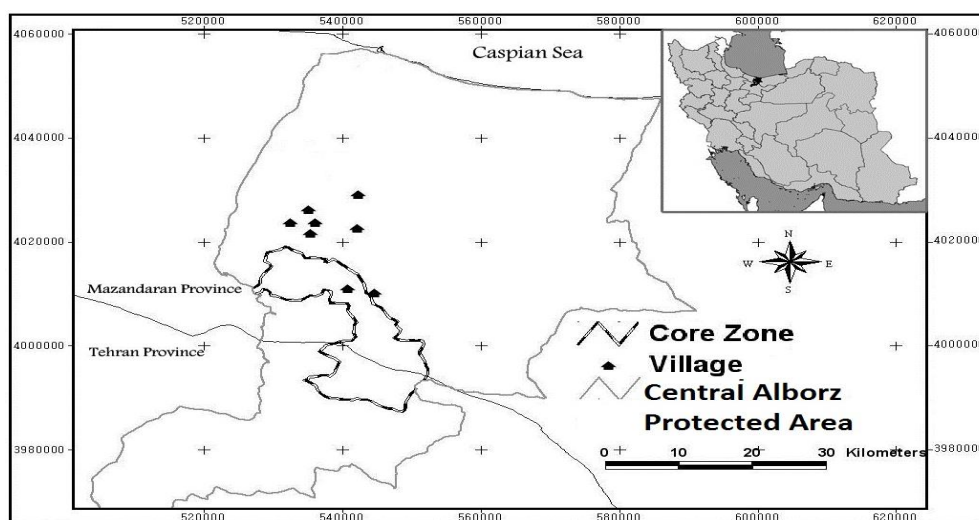 520000 540000 560000 580000 600000 620000
4060000 4060000
Caspian Sea
4040000 4040000
4020000 4020000
N
W E
S
Mazandaran Province
4000000 4000000
Tehran Province
Core Zone
Village
Central Alborz
Protected Area
3980000 3980000
0 10 20 30 Kilometers
520000 540000 560000 580000 600000 620000